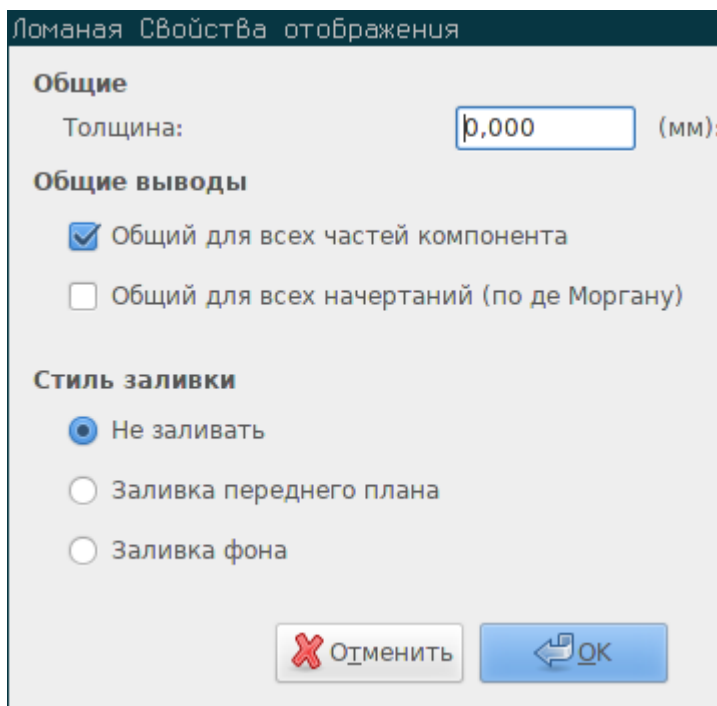 Ломаная Свойства отображения
Общие
Толщина: 0,000 (мм):
Общие выводы
Общий для всех частей компонента
Общий для всех начертаний (по де Моргану)
Стиль заливки
Не заливать
Заливка переднего плана
Заливка фона
Отменить OK